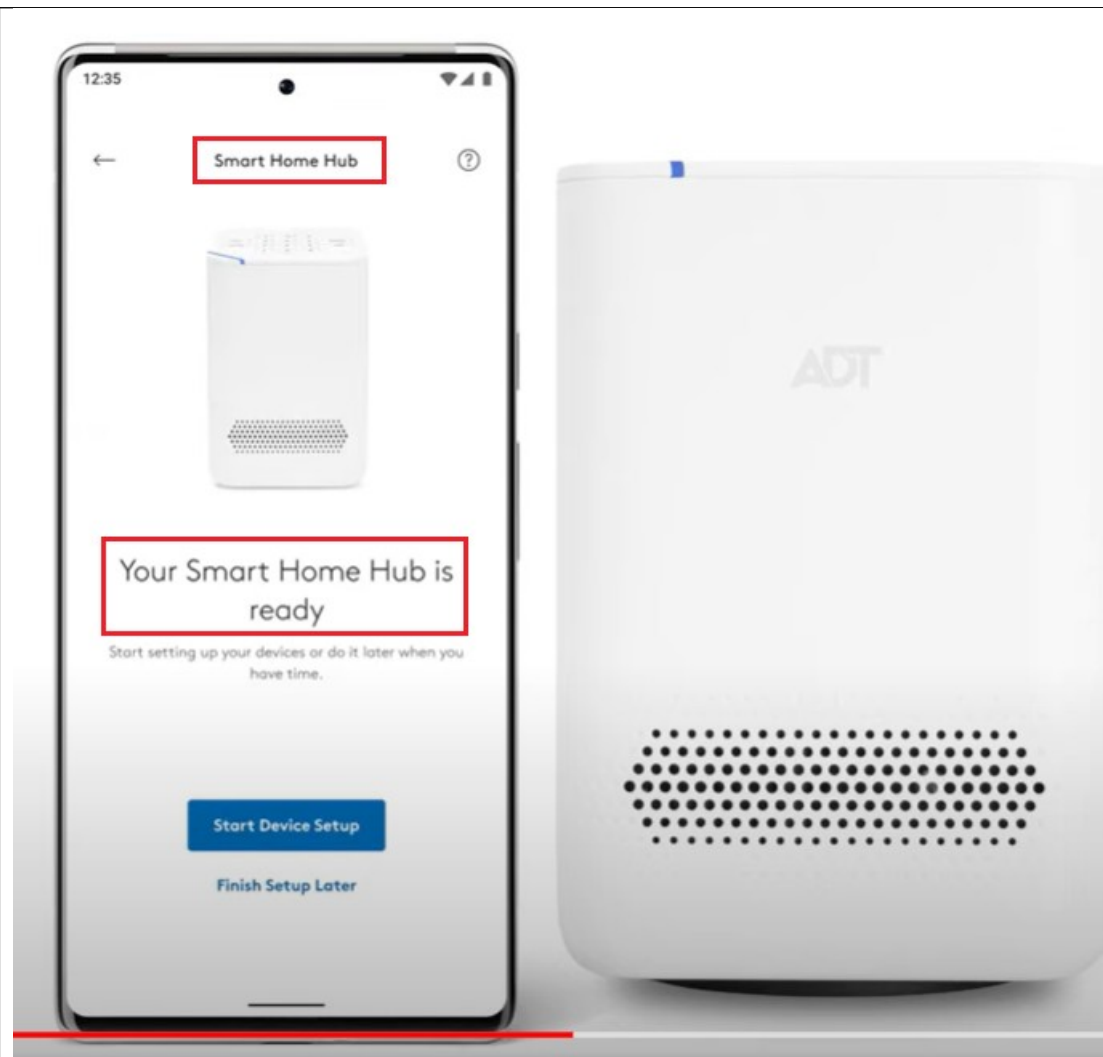 12:35
Smart Home Hub
ADT
Your Smart Home Hub is
ready
Start setting up your devices or do it later when you
have time.
Start Device Setup
Finish Setup Later